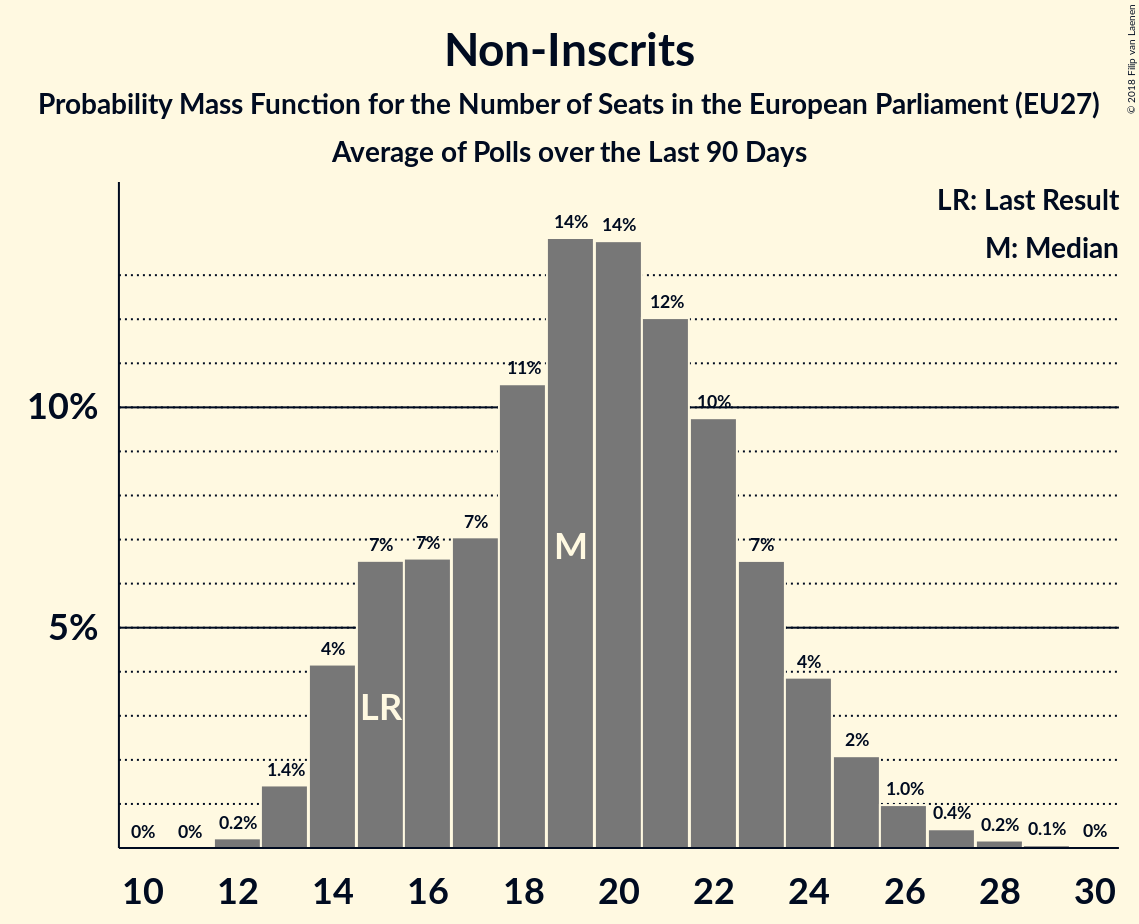 © 2018 Filip van Laenen
Non-Inscrits
Probability Mass Function for the Number of Seats in the European Parliament (EU27)
Average of Polls over the Last 90 Days
LR: Last Result
M: Median
10%
5%
0%
0%
0.2%
1.4%
4%
7%
7%
7%
11%
14%
14%
12%
10%
7%
4%
2%
1.0%
0.4%
0.2%
0.1%
0%
LR
M
10 12 14 16 18 20 22 24 26 28 30